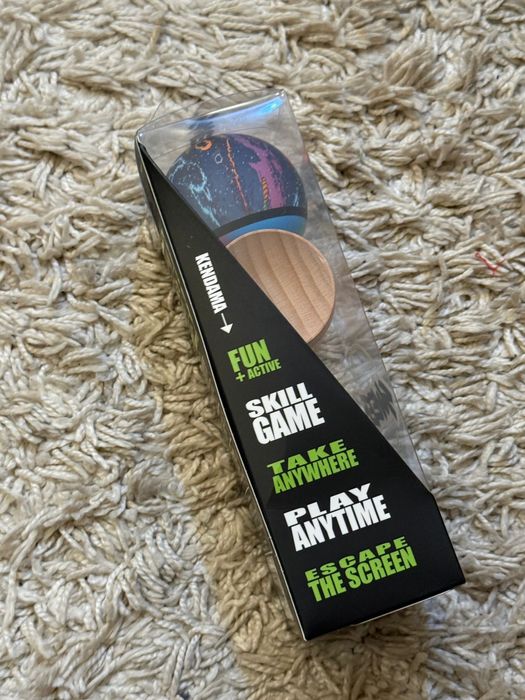 KENDAMA →
FUN
+ ACTIVE
SKILL
GAME
TAKE
ANYWHERE
PLAY
ANYTIME
ESCAPE
THE SCREEN